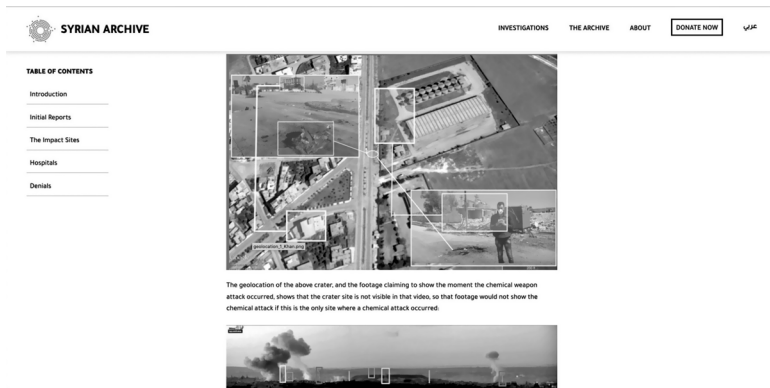 SYRIAN ARCHIVE
INVESTIGATIONS
THE ARCHIVE
ABOUT
DONATE NOW
عربي
TABLE OF CONTENTS
Introduction
Initial Reports
The Impact Sites
Hospitals
Denials
geolocation_1_Khan.png
The geolocation of the above crater, and the footage claiming to show the moment the chemical weapon
attack occurred, shows that the crater site is not visible in that video, so that footage would not show the
chemical attack if this is the only site where a chemical attack occurred: